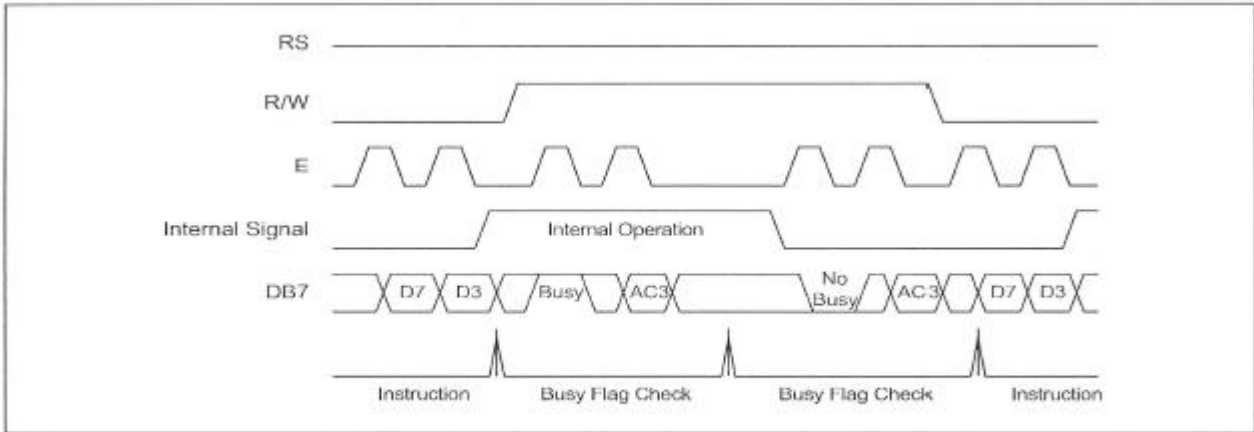 RS
R/W
E
Internal Signal
Internal Operation
DB7
D7
D3
Busy
AC3
No
Busy
AC3
D7
D3
Instruction
Busy Flag Check
Busy Flag Check
Instruction